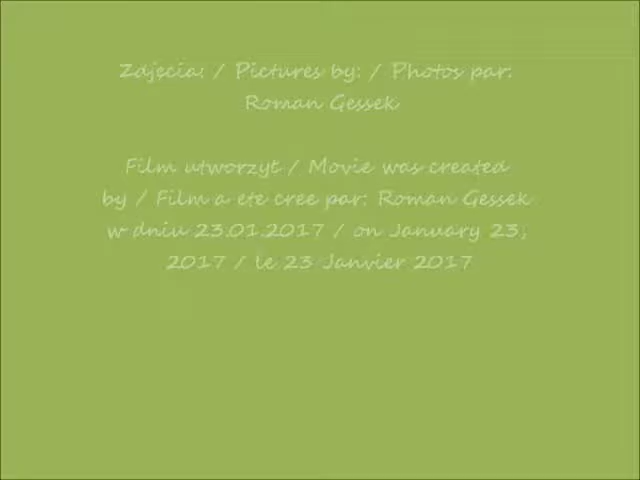 Zdjęcia: / Pictures by: / Photos par:
Roman Gessek
Film utworzył / Movie was created
by / Film a ete cree par: Roman Gessek
w dniu 23.01.2017 / on January 23,
2017 / le 23 Janvier 2017